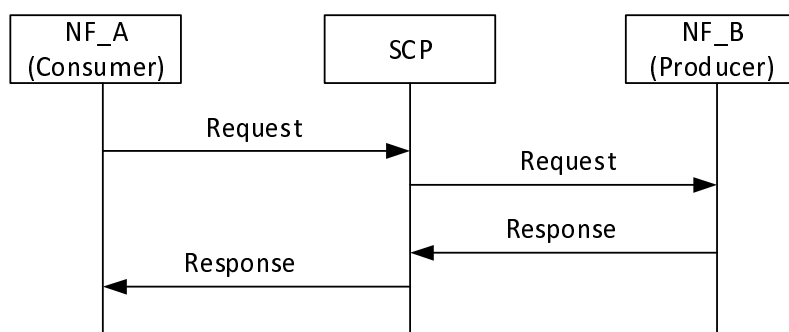 NF_A
(Consumer)
SCP
NF_B
(Producer)
Request
Request
Response
Response